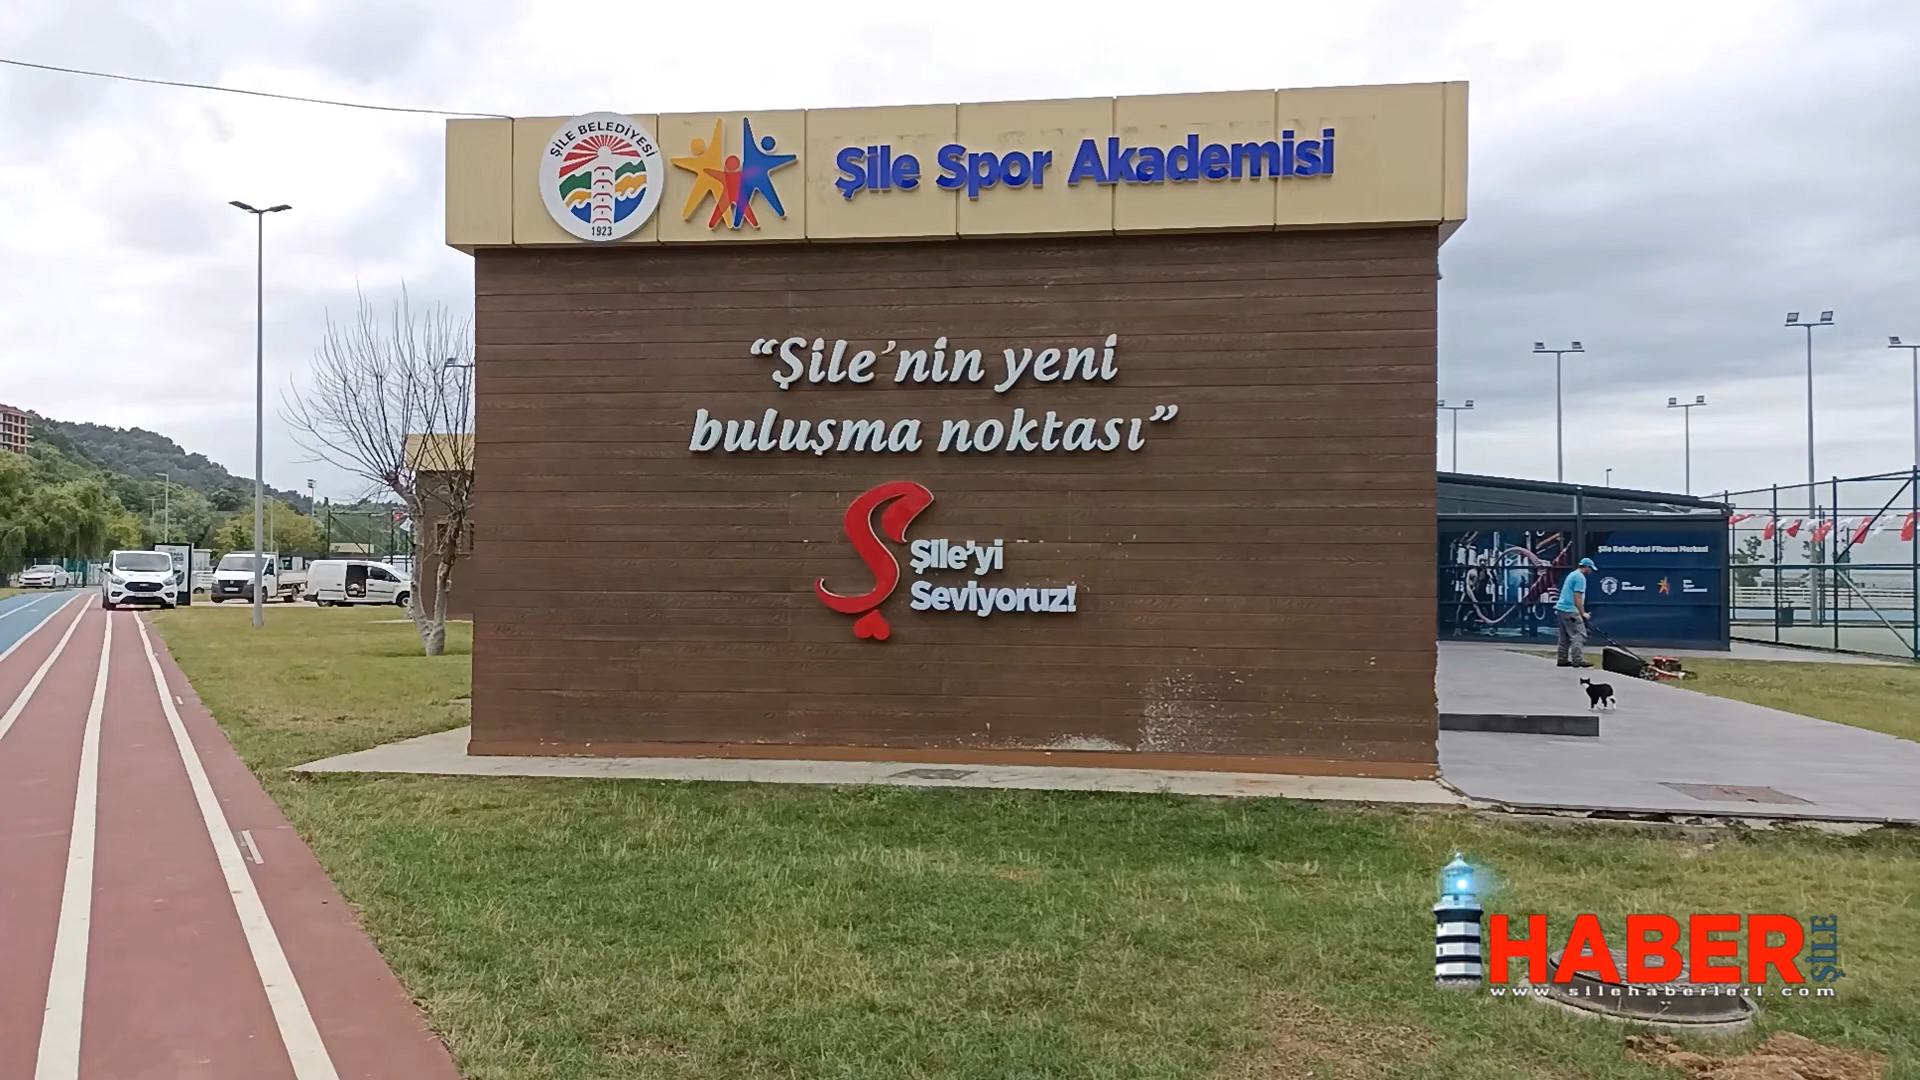 ŞİLE BELEDİYESİ
1923
Şile Spor Akademisi
“Şile'nin yeni
buluşma noktası”
Şile'yi
Seviyoruz!
Şile Belediyesi Fitness Merkezi
HABER ŞİLE
www.silehaberleri.com